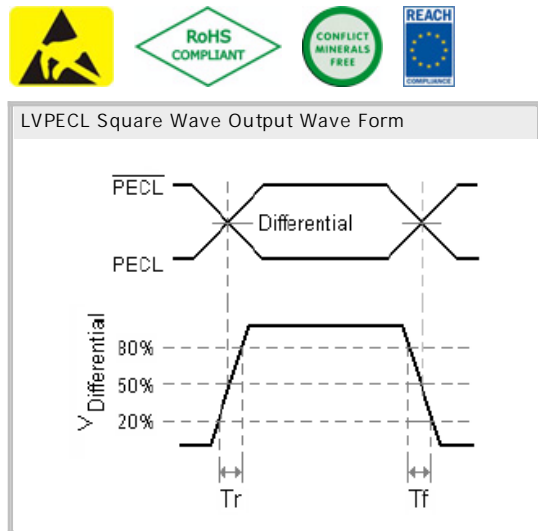 RoHS
COMPLIANT
CONFLICT
MINERALS
FREE
REACH
COMPLIANCE
LVPECL Square Wave Output Wave Form
PECL
Differential
PECL
V Differential
80%
50%
20%
Tr
Tf